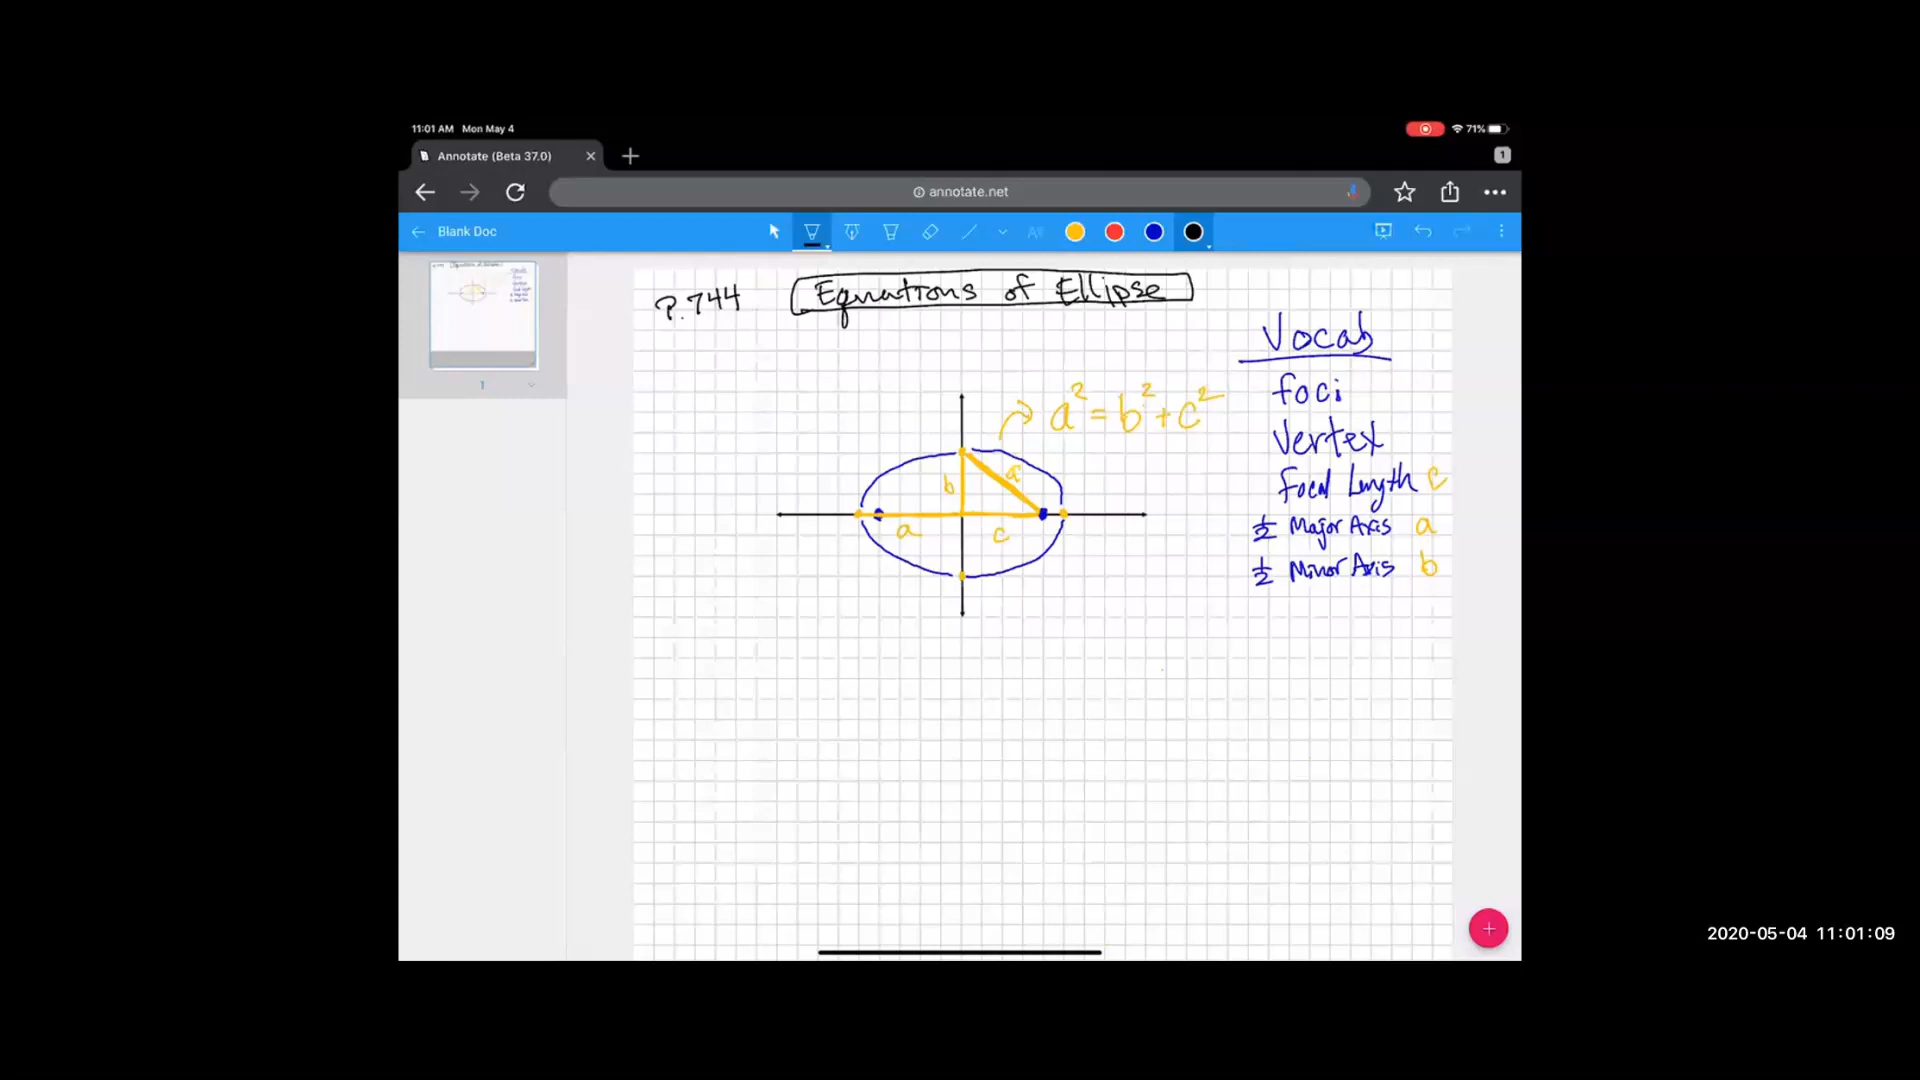 11:01 AM Mon May 4
71%
Annotate (Beta 37.0)
1
annotate.net
Blank Doc
P.744
Equations of Ellipse
Vocab
foci
Vertex
Focal Length c
½ Major Axis a
½ Minor Axis b
a² = b² + c²
b
a
a
c
1
2020-05-04 11:01:09